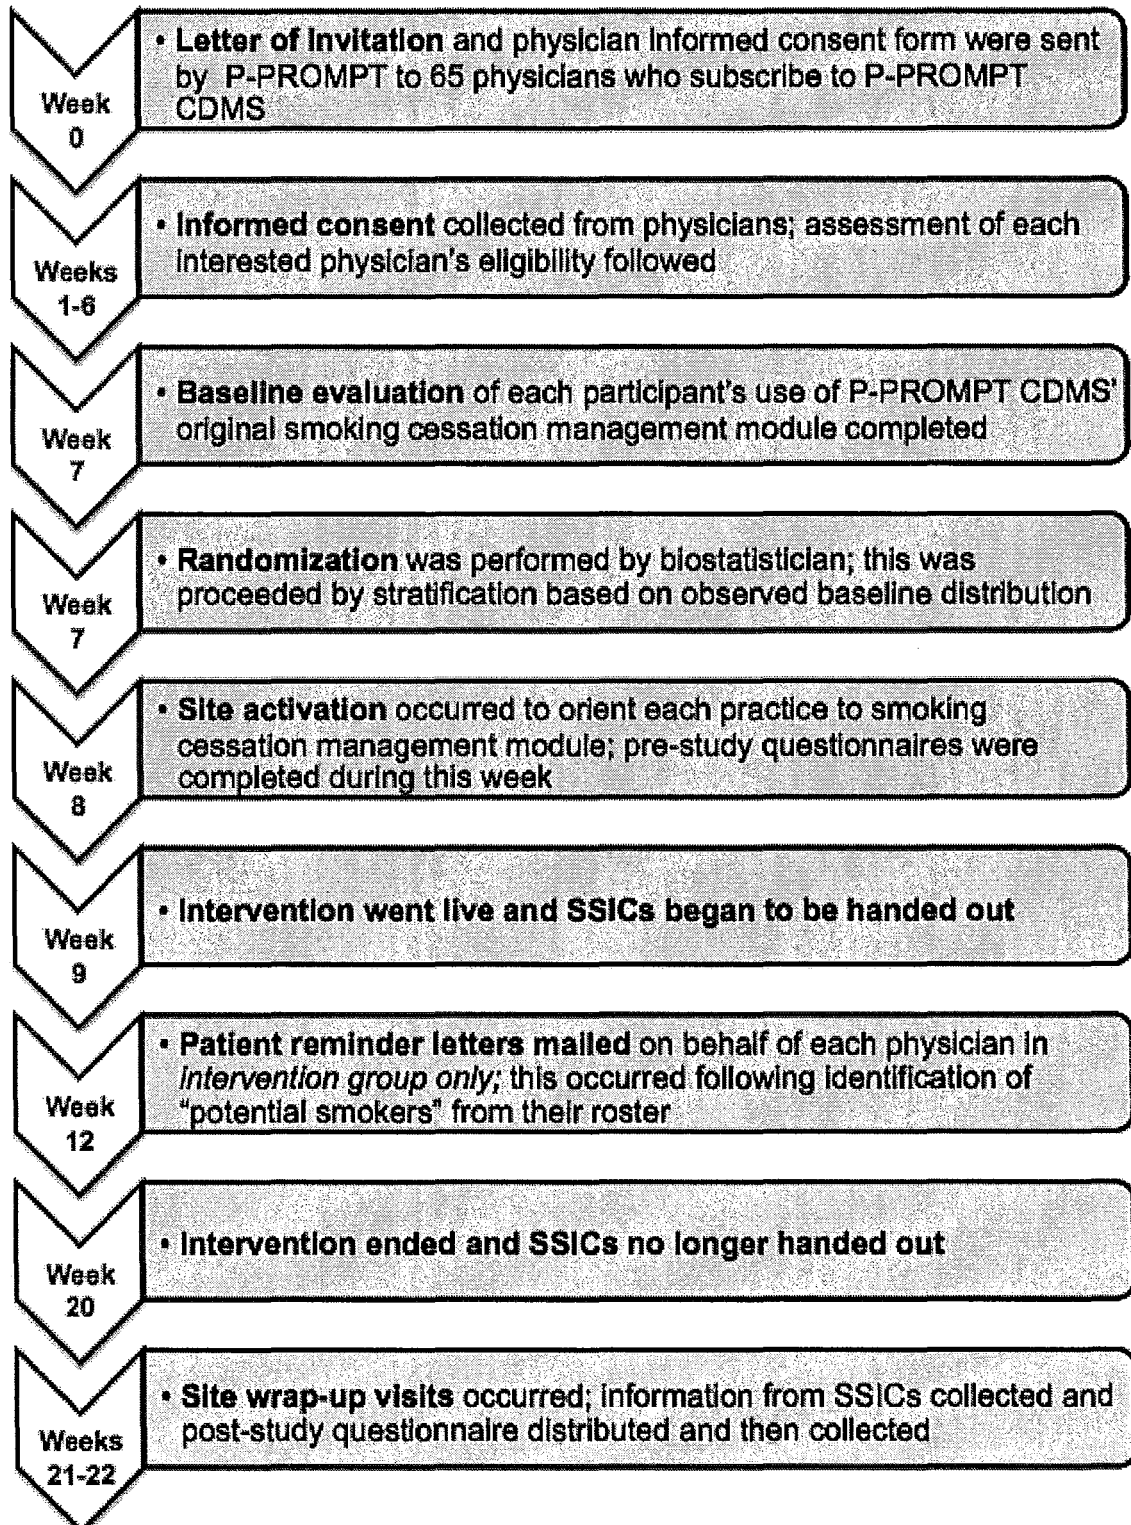 Week
0
• Letter of Invitation and physician informed consent form were sent
by P-PROMPT to 65 physicians who subscribe to P-PROMPT
CDMS
Weeks
1-6
• Informed consent collected from physicians; assessment of each
interested physician's eligibility followed
Week
7
• Baseline evaluation of each participant's use of P-PROMPT CDMS'
original smoking cessation management module completed
Week
7
• Randomization was performed by biostatistician; this was
proceeded by stratification based on observed baseline distribution
Week
8
• Site activation occurred to orient each practice to smoking
cessation management module; pre-study questionnaires were
completed during this week
Week
9
• Intervention went live and SSICs began to be handed out
Week
12
• Patient reminder letters mailed on behalf of each physician in
intervention group only; this occurred following identification of
"potential smokers" from their roster
Week
20
• Intervention ended and SSICs no longer handed out
Weeks
21-22
• Site wrap-up visits occurred; information from SSICs collected and
post-study questionnaire distributed and then collected